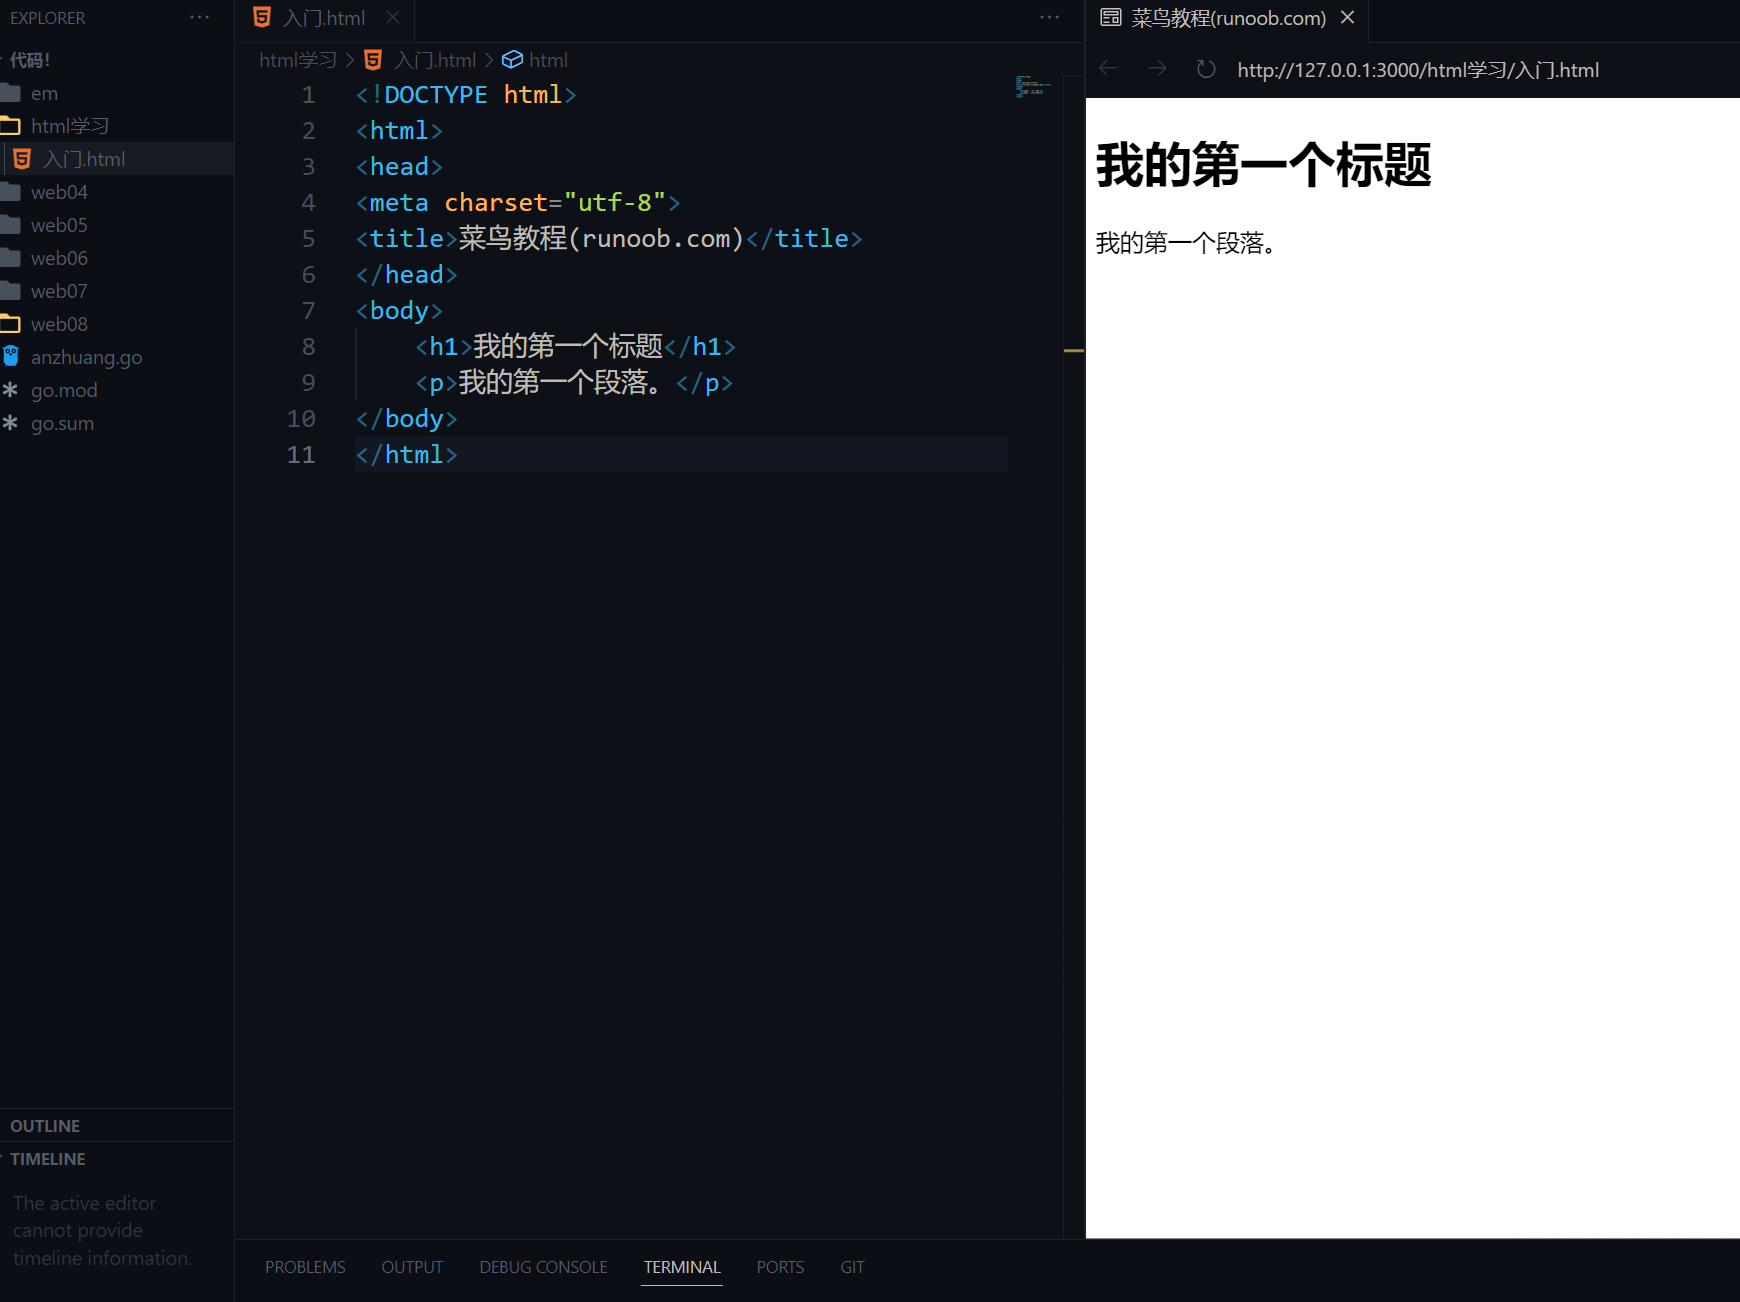 EXPLORER
代码!
em
html学习
入门.html
web04
web05
web06
web07
web08
anzhuang.go
go.mod
go.sum
OUTLINE
TIMELINE
The active editor
cannot provide
timeline information.
入门.html
html学习 > 入门.html > html
1 <!DOCTYPE html>
2 <html>
3 <head>
4 <meta charset="utf-8">
5 <title>菜鸟教程(runoob.com)</title>
6 </head>
7 <body>
8     <h1>我的第一个标题</h1>
9     <p>我的第一个段落。</p>
10 </body>
11 </html>
菜鸟教程(runoob.com)
http://127.0.0.1:3000/html学习/入门.html
我的第一个标题
我的第一个段落。
PROBLEMS OUTPUT DEBUG CONSOLE TERMINAL PORTS GIT